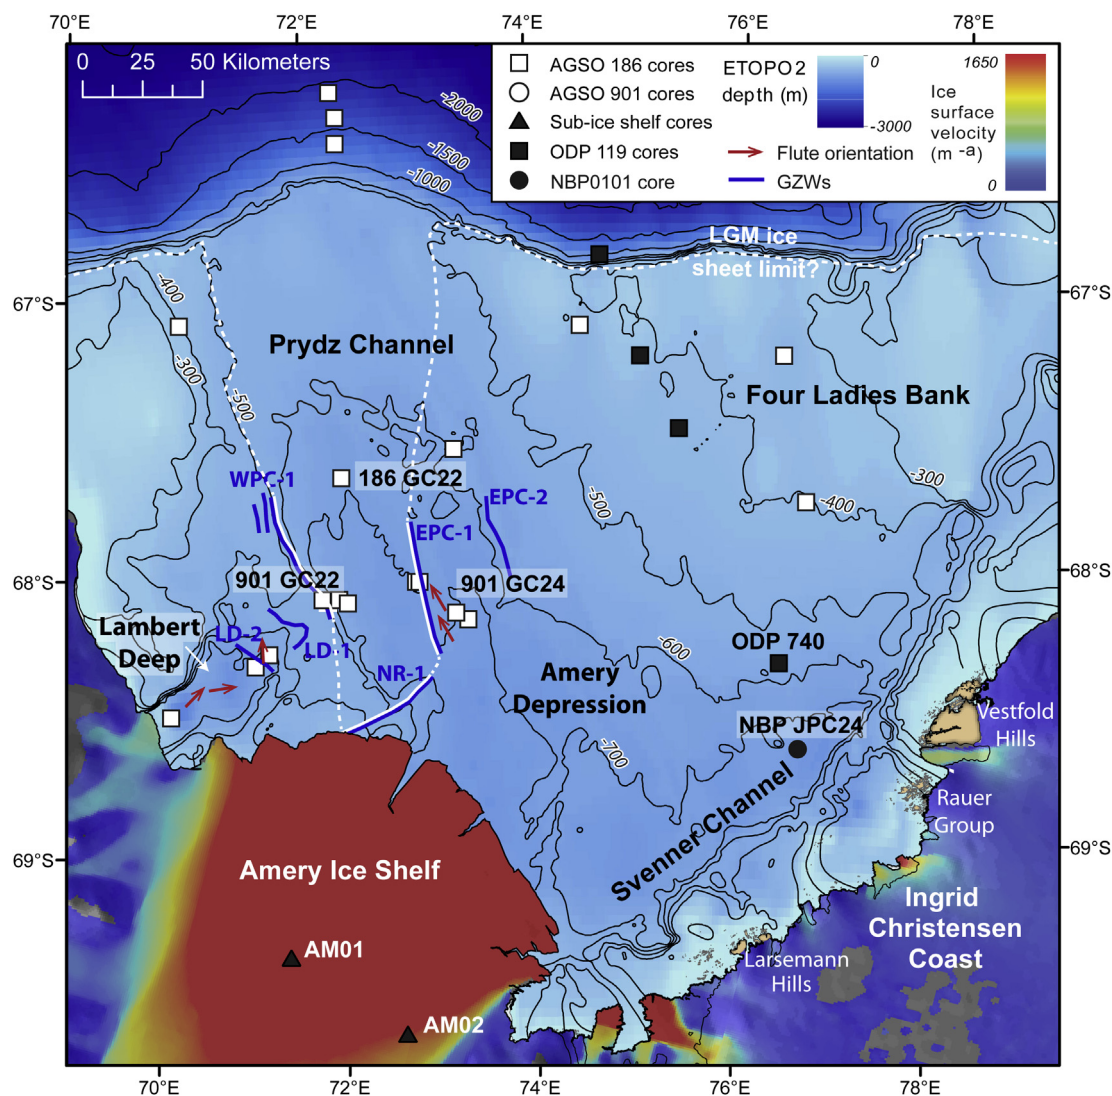 70°E 72°E 74°E 76°E 78°E
0 25 50 Kilometers
AGSO 186 cores
AGSO 901 cores
Sub-ice shelf cores
ODP 119 cores
NBP0101 core
ETOPO2
depth (m)
0
-3000
Flute orientation
GZWs
1650
Ice
surface
velocity
(m -a)
0
-2000
-1500
-1000
LGM ice
sheet limit?
67°S
67°S
-400
-300
-500
Prydz Channel
Four Ladies Bank
-300
-400
-500
186 GC22
WPC-1
EPC-2
EPC-1
68°S
68°S
901 GC22
901 GC24
Lambert
Deep
LD-2
LD-1
NR-1
-600
ODP 740
Amery
Depression
NBP JPC24
-700
Vestfold
Hills
Rauer
Group
Svenner Channel
69°S
69°S
Amery Ice Shelf
Ingrid
Christensen
Coast
AM01
Larsemann
Hills
AM02
70°E 72°E 74°E 76°E 78°E